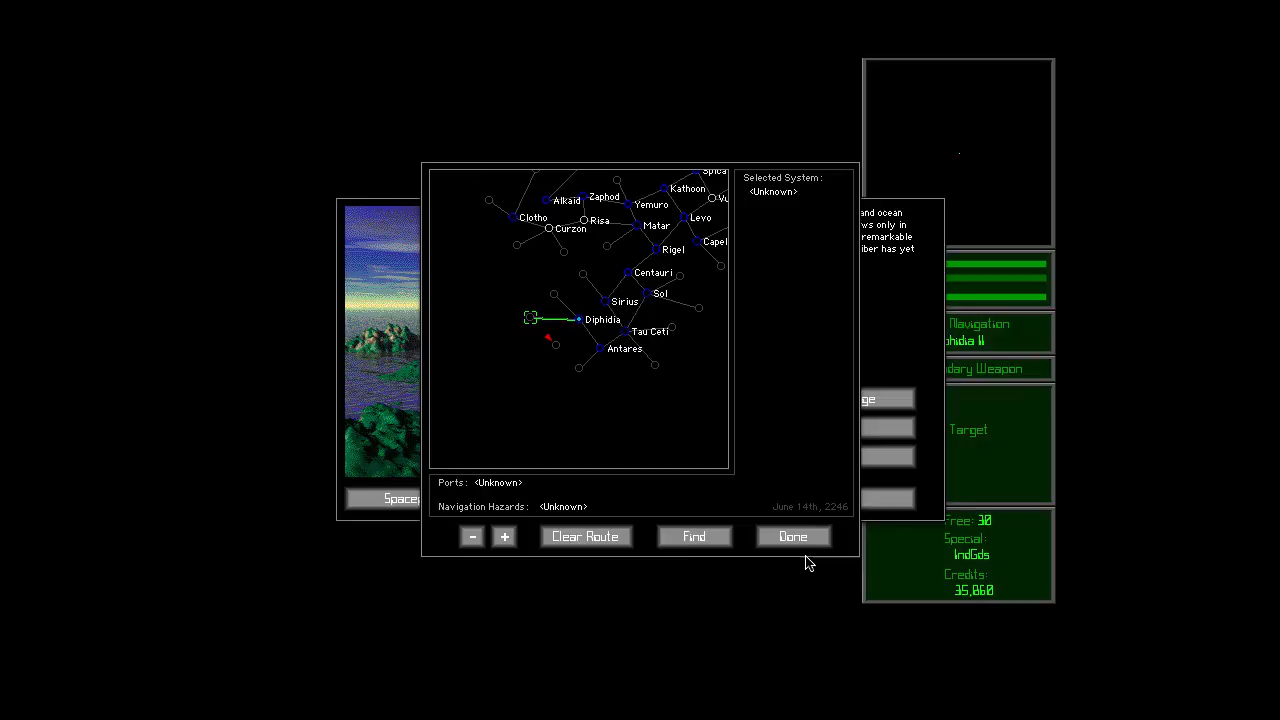 Spica
Kathoon
Vu
Zaphod
Alkaid
Yemuro
Clotho
Risa
Levo
Curzon
Matar
Capel
Rigel
Centauri
Sol
Sirius
Diphidia
Tau Ceti
Antares
Selected System:
<Unknown>
Ports: <Unknown>
Navigation Hazards: <Unknown>
June 14th, 2246
-
+
Clear Route
Find
Done
Space
and ocean
ws only in
remarkable
iber has yet
ge
Navigation
phidia II
dary Weapon
Target
Free: 30
Special:
IndGds
Credits:
35,860